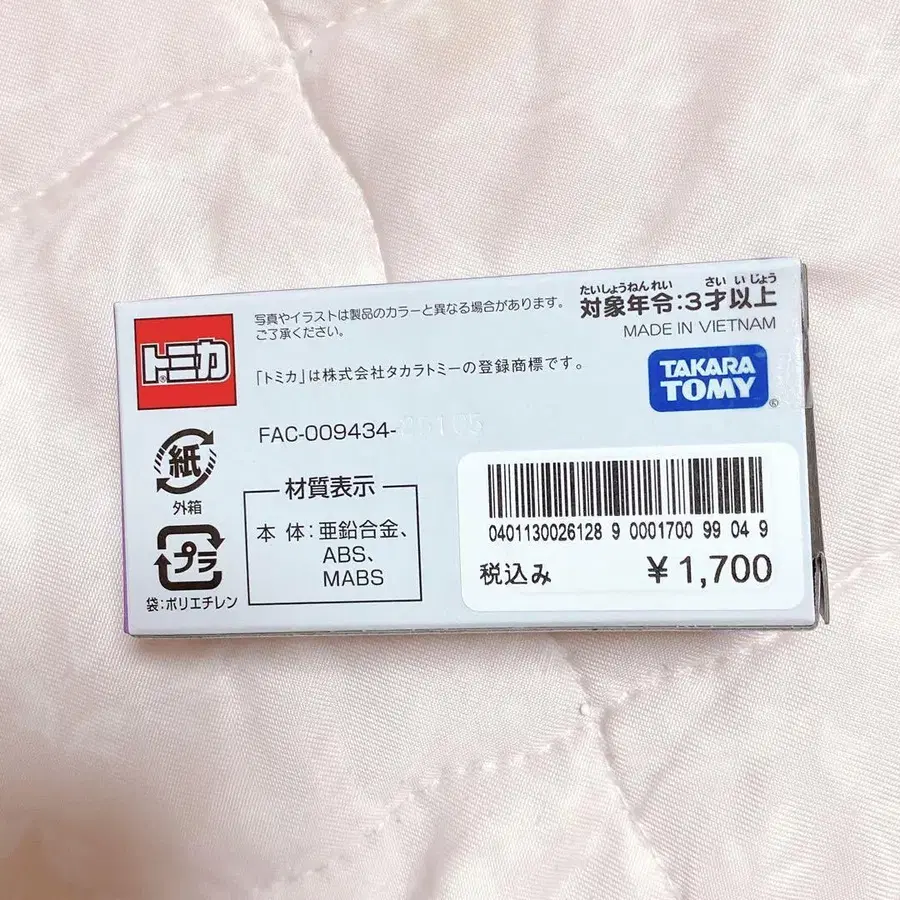 トミカ
写真やイラストは製品のカラーと異なる場合があります。
ご了承ください。
「トミカ」は株式会社タカラトミーの登録商標です。
FAC-009434-
たいしょうねんれい さいいじょう
対象年令:3才以上
MADE IN VIETNAM
TAKARA
TOMY
紙
外箱
プラ
袋:ポリエチレン
材質表示
本 体:亜鉛合金、
ABS、
MABS
0401130026128 9 0001700 99 04 9
税込み ¥1,700